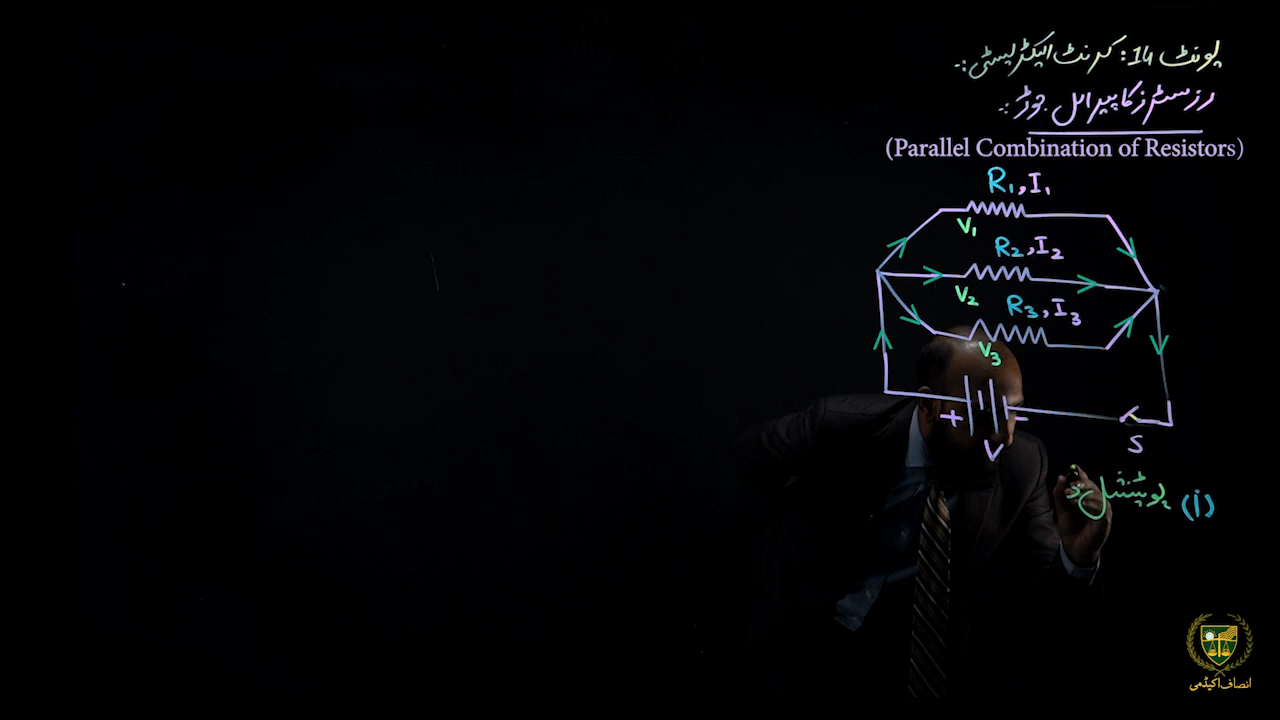 یونٹ 14: کرنٹ الیکٹریسٹی :۔
رزسٹرز کا پیرالل جوڑ :۔
(Parallel Combination of Resistors)
R₁, I₁
V₁
R₂, I₂
V₂
R₃, I₃
V₃
+ -
V
S
(i) پوٹینشل ڈ
انصاف اکیڈمی